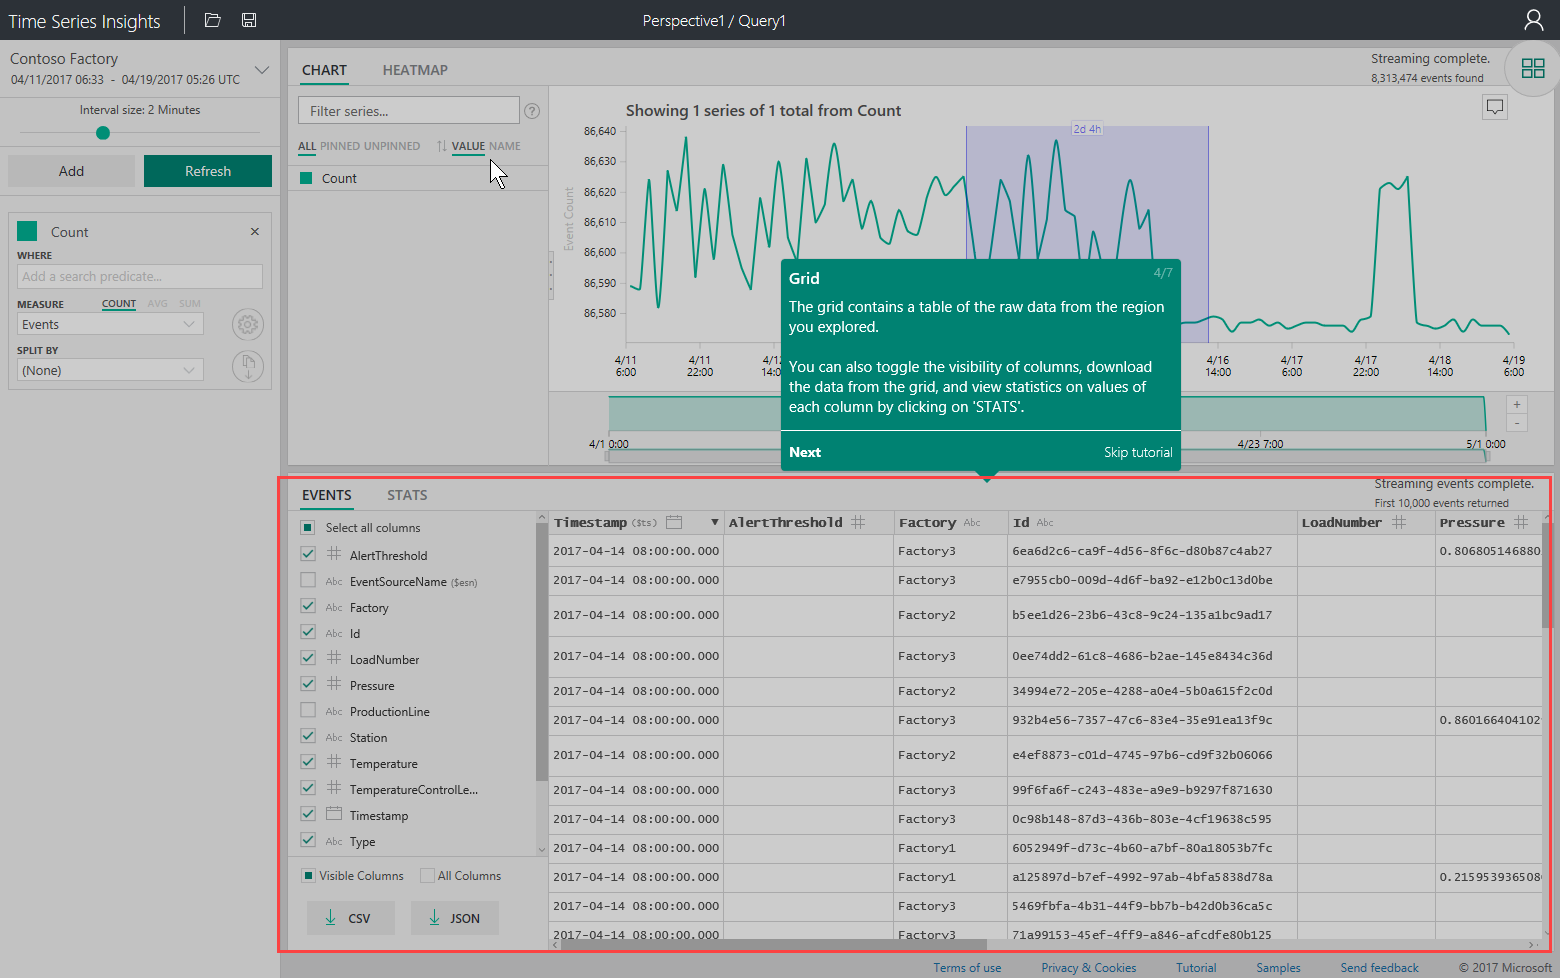 Time Series Insights
Perspective1 / Query1
Contoso Factory
04/11/2017 06:33 - 04/19/2017 05:26 UTC
Interval size: 2 Minutes
Add
Refresh
Count
×
WHERE
Add a search predicate...
MEASURE COUNT AVG SUM
Events
SPLIT BY
(None)
CHART HEATMAP
Streaming complete.
8,313,474 events found
Filter series...
?
ALL PINNED UNPINNED VALUE NAME
Count
Showing 1 series of 1 total from Count
2d 4h
Event Count
86,640
86,630
86,620
86,610
86,600
86,590
86,580
4/11 6:00
4/11 22:00
4/12
14:0
4/16 14:00
4/17 6:00
4/17 22:00
4/18 14:00
4/19 6:00
4/1 0:00
4/23 7:00
5/1 0:00
+
-
Grid
4/7
The grid contains a table of the raw data from the region
you explored.
You can also toggle the visibility of columns, download
the data from the grid, and view statistics on values of
each column by clicking on 'STATS'.
Next
Skip tutorial
EVENTS STATS
Streaming events complete.
First 10,000 events returned
Select all columns
AlertThreshold
Abc EventSourceName ($esn)
Abc Factory
Abc Id
LoadNumber
Pressure
Abc ProductionLine
Abc Station
Temperature
TemperatureControlLe...
Timestamp
Abc Type
Visible Columns All Columns
CSV JSON
Timestamp ($ts) AlertThreshold Factory Abc Id Abc LoadNumber Pressure
2017-04-14 08:00:00.000 Factory3 6ea6d2c6-ca9f-4d56-8f6c-d80b87c4ab27 0.806805146880
2017-04-14 08:00:00.000 Factory3 e7955cb0-009d-4d6f-ba92-e12b0c13d0be
2017-04-14 08:00:00.000 Factory2 b5ee1d26-23b6-43c8-9c24-135a1bc9ad17
2017-04-14 08:00:00.000 Factory3 0ee74dd2-61c8-4686-b2ae-145e8434c36d
2017-04-14 08:00:00.000 Factory2 34994e72-205e-4288-a0e4-5b0a615f2c0d
2017-04-14 08:00:00.000 Factory3 932b4e56-7357-47c6-83e4-35e91ea13f9c 0.860166404102
2017-04-14 08:00:00.000 Factory2 e4ef8873-c01d-4745-97b6-cd9f32b06066
2017-04-14 08:00:00.000 Factory3 99f6fa6f-c243-483e-a9e9-b9297f871630
2017-04-14 08:00:00.000 Factory3 0c98b148-87d3-436b-803e-4cf19638c595
2017-04-14 08:00:00.000 Factory1 6052949f-d73c-4b60-a7bf-80a18053b7fc
2017-04-14 08:00:00.000 Factory1 a125897d-b7ef-4992-97ab-4bfa5838d78a 0.215953936508
2017-04-14 08:00:00.000 Factory3 5469fbfa-4b31-44f9-bb7b-b42d0b36ca5c
2017-04-14 08:00:00.000 Factory3 71a99153-45ef-4ff9-a846-afcdfe80b125
Terms of use Privacy & Cookies Tutorial Samples Send feedback © 2017 Microsoft